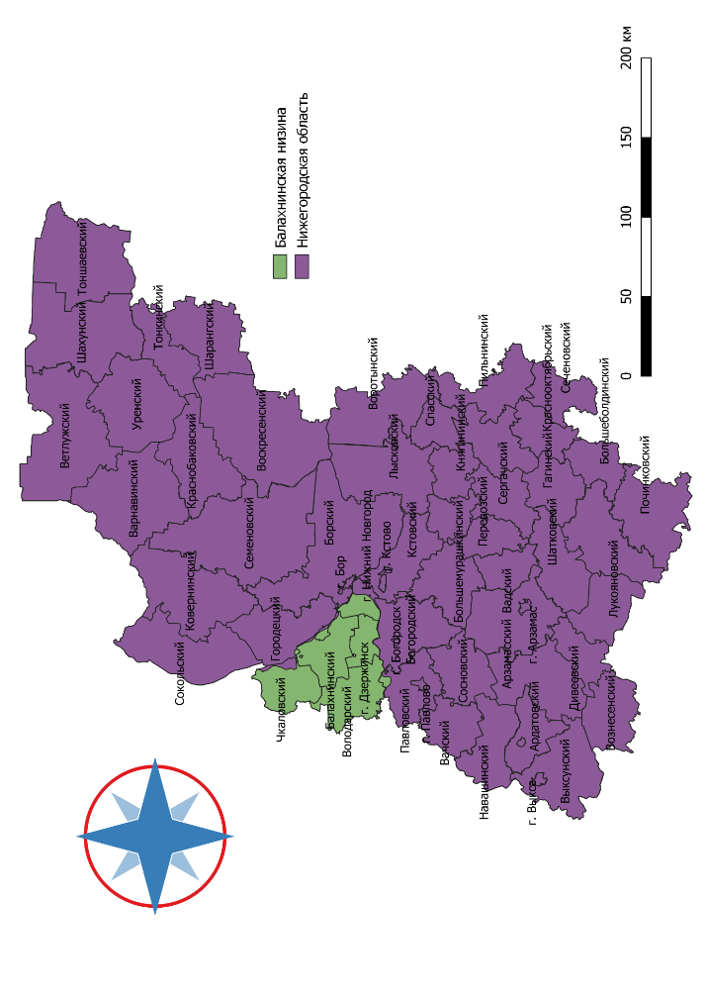 Балахнинская низина
Нижегородская область
0
50
100
150
200 км
Ветлужский
Шахунский
Тоншаевский
Варнавинский
Уренский
Тонкинский
Сокольский
Ковернинский
Краснобаковский
Шарангский
Семеновский
Воскресенский
Городецкий
Чкаловский
Балахнинский
Володарский
г. Дзержинск
Борский
г. Бор
г. Нижний Новгород
г. Кстово
Кстовский
Воротынский
Лысковский
Спасский
Павловский
г. Павлово
г. Богородск
Богородский
Вачский
Сосновский
Большемурашкинский
Княгининский
Навашинский
Перевозский
Пильнинский
Сергачский
Арзамасский
Вадский
г. Выкса
Ардатовский
г. Арзамас
Шатковский
Гагинский
Краснооктябрьский
Сеченовский
Выксунский
Дивеевский
Вознесенский
Лукояновский
Большеболдинский
Починковский